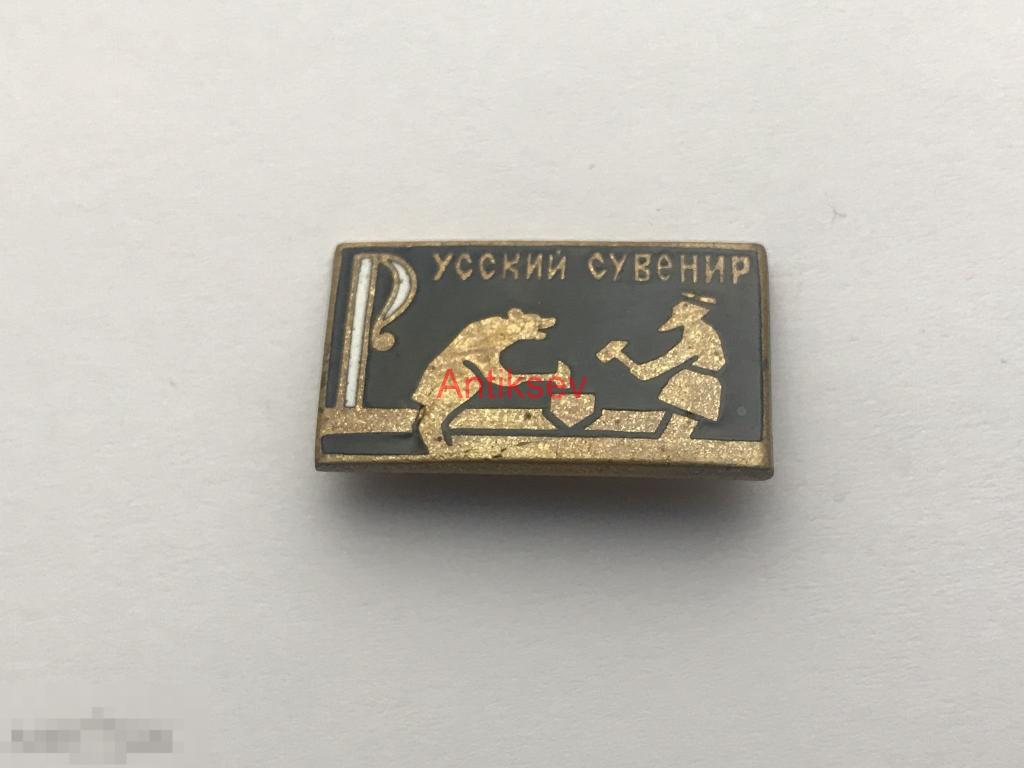 Русский сувенир
Antiksev